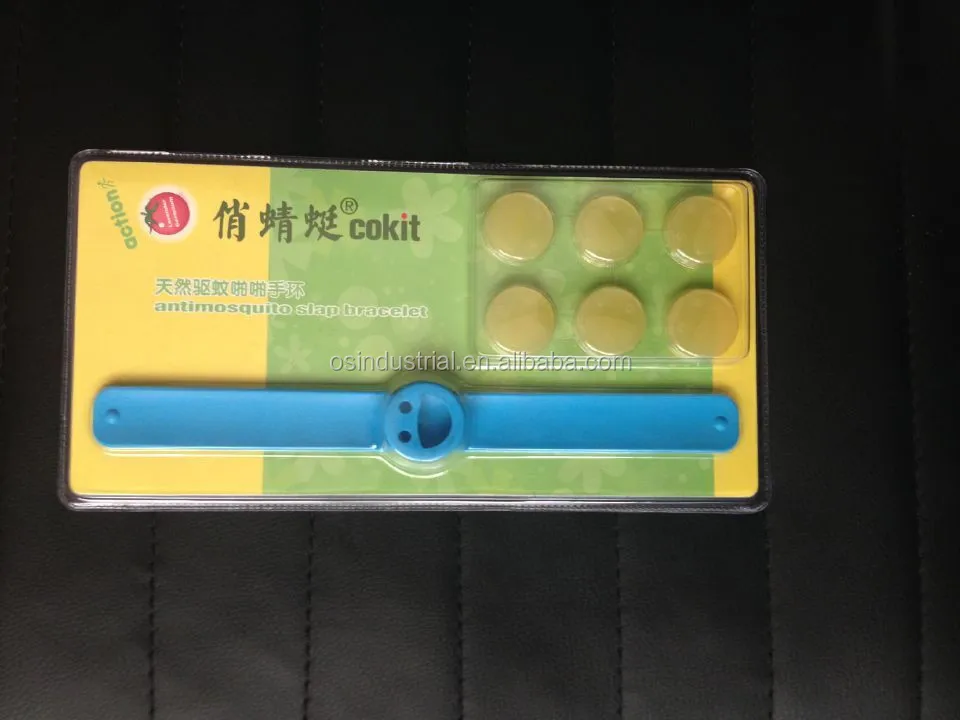 action
俏蜻蜓® cokit
天然驱蚊啪啪手环
antimosquito slap bracelet
osindustrial.en.alibaba.com